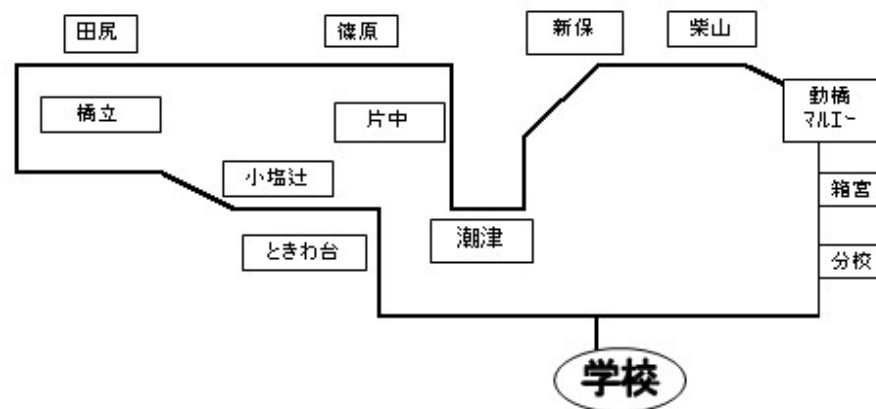 田尻
篠原
新保
柴山
橋立
片中
動橋
マルエー
小塩辻
箱宮
ときわ台
潮津
分校
学校